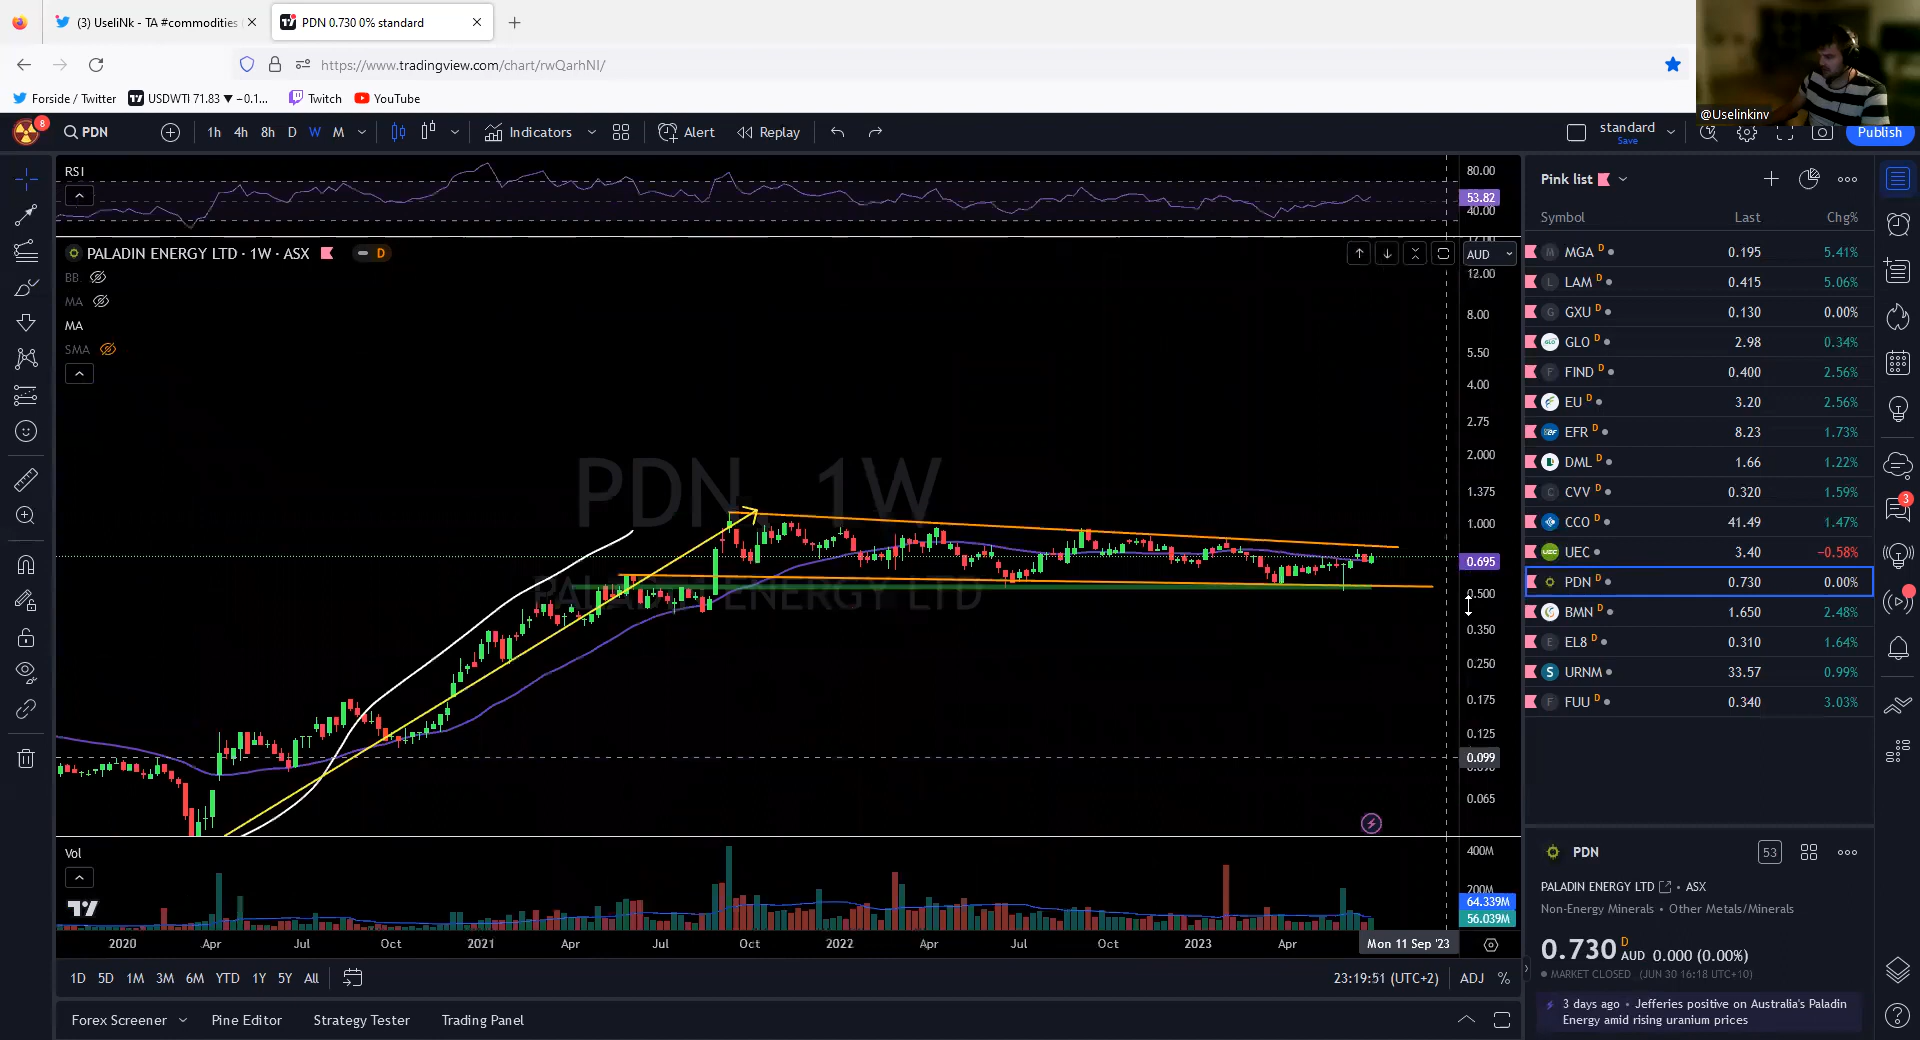 (3) UseliNk - TA #commodities
PDN 0.730 0% standard
https://www.tradingview.com/chart/rwQarhNI/
Forside / Twitter
USDWTI 71.83 ▼ −0.1...
Twitch
YouTube
@Uselinkinv
8
PDN
1h 4h 8h D W M
Indicators
Alert
Replay
standard
Save
Publish
RSI
80.00
53.82
40.00
PALADIN ENERGY LTD · 1W · ASX
D
AUD
BB
MA
MA
SMA
12.00
8.00
5.50
4.00
2.75
2.000
1.375
1.000
0.695
0.500
0.350
0.250
0.175
0.125
0.099
0.065
PDN, 1W
PALADIN ENERGY LTD
Vol
400M
200M
64.339M
56.039M
2020 Apr Jul Oct 2021 Apr Jul Oct 2022 Apr Jul Oct 2023 Apr
Mon 11 Sep '23
1D 5D 1M 3M 6M YTD 1Y 5Y All
23:19:51 (UTC+2)
ADJ %
Forex Screener
Pine Editor
Strategy Tester
Trading Panel
Pink list
Symbol Last Chg%
MGA D 0.195 5.41%
LAM D 0.415 5.06%
GXU D 0.130 0.00%
GLO D 2.98 0.34%
FIND D 0.400 2.56%
EU D 3.20 2.56%
EFR D 8.23 1.73%
DML D 1.66 1.22%
CVV D 0.320 1.59%
CCO D 41.49 1.47%
UEC 3.40 −0.58%
PDN D 0.730 0.00%
BMN D 1.650 2.48%
EL8 D 0.310 1.64%
URNM 33.57 0.99%
FUU D 0.340 3.03%
3
PDN
53
PALADIN ENERGY LTD • ASX
Non-Energy Minerals • Other Metals/Minerals
0.730 D AUD 0.000 (0.00%)
MARKET CLOSED (JUN 30 16:18 UTC+10)
3 days ago • Jefferies positive on Australia's Paladin
Energy amid rising uranium prices